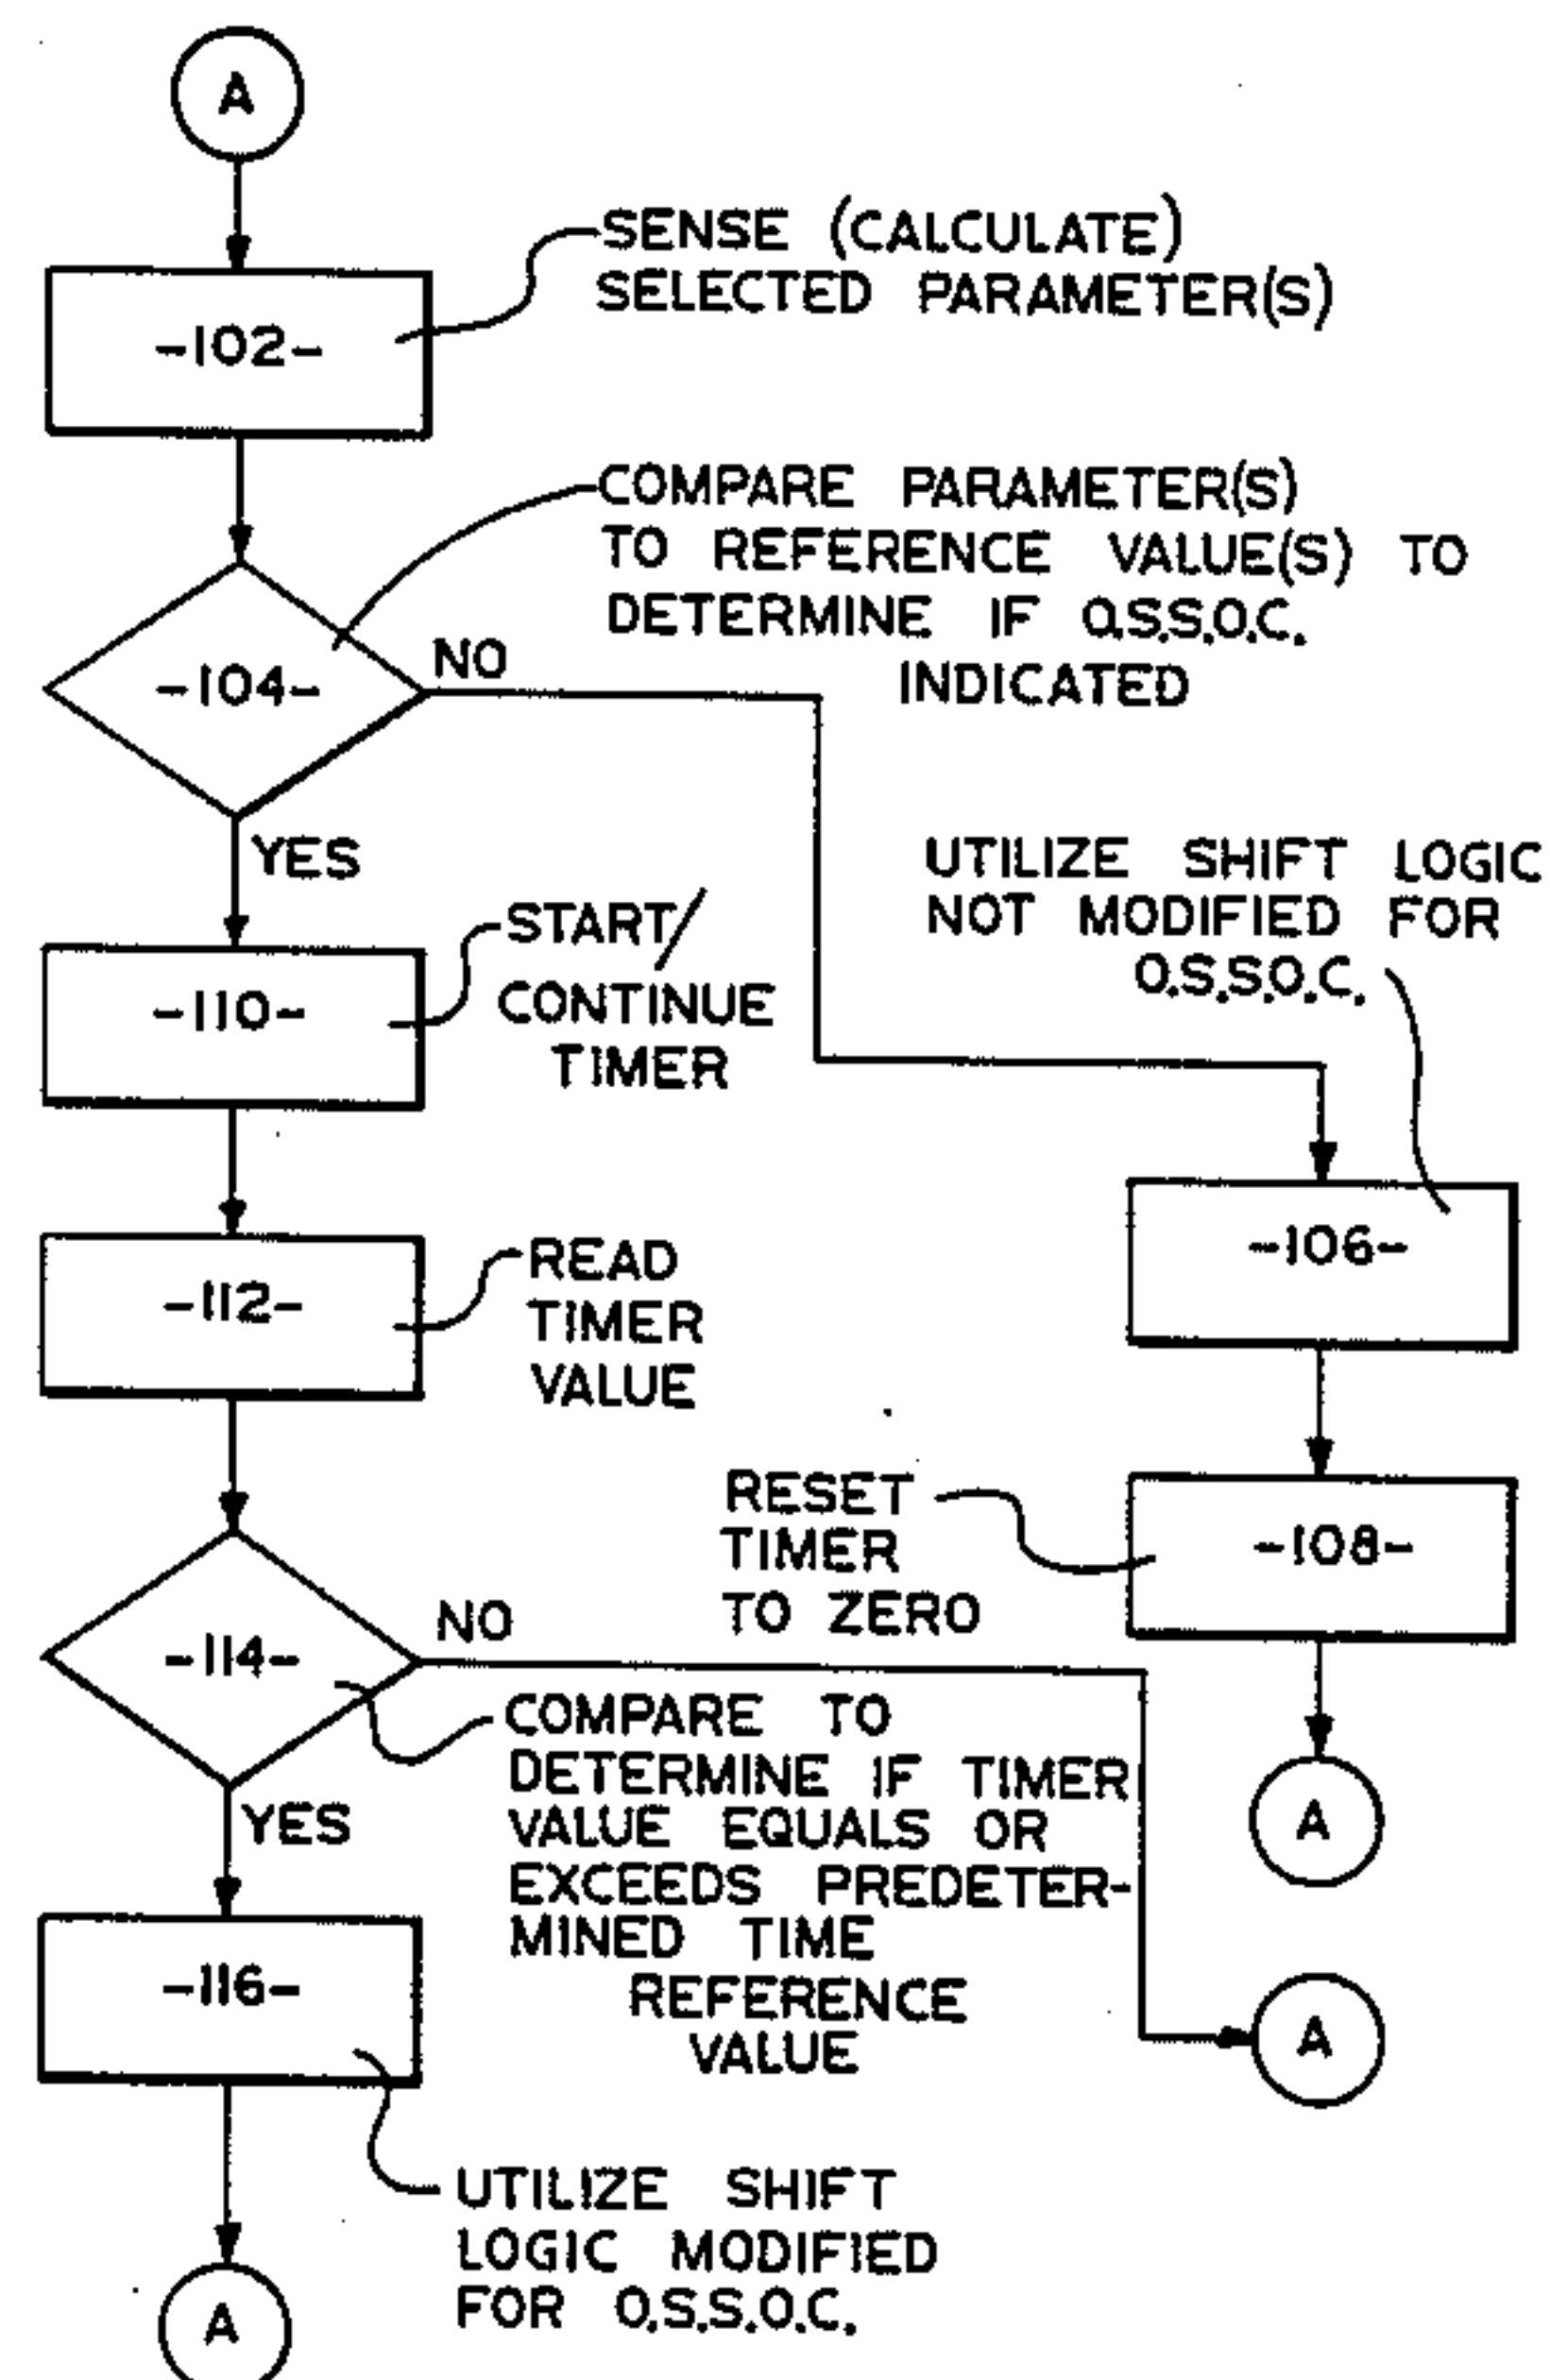 A
SENSE (CALCULATE)
SELECTED PARAMETER(S)
-102-
COMPARE PARAMETER(S)
TO REFERENCE VALUE(S) TO
DETERMINE IF O.S.S.O.C.
INDICATED
-104-
NO
YES
UTILIZE SHIFT LOGIC
NOT MODIFIED FOR
O.S.S.O.C.
START/
CONTINUE
TIMER
-110-
-106-
READ
TIMER
VALUE
-112-
RESET
TIMER
TO ZERO
-108-
-114-
NO
COMPARE TO
DETERMINE IF TIMER
VALUE EQUALS OR
EXCEEDS PREDETER-
MINED TIME
REFERENCE
VALUE
YES
A
-116-
A
UTILIZE SHIFT
LOGIC MODIFIED
FOR O.S.S.O.C.
A